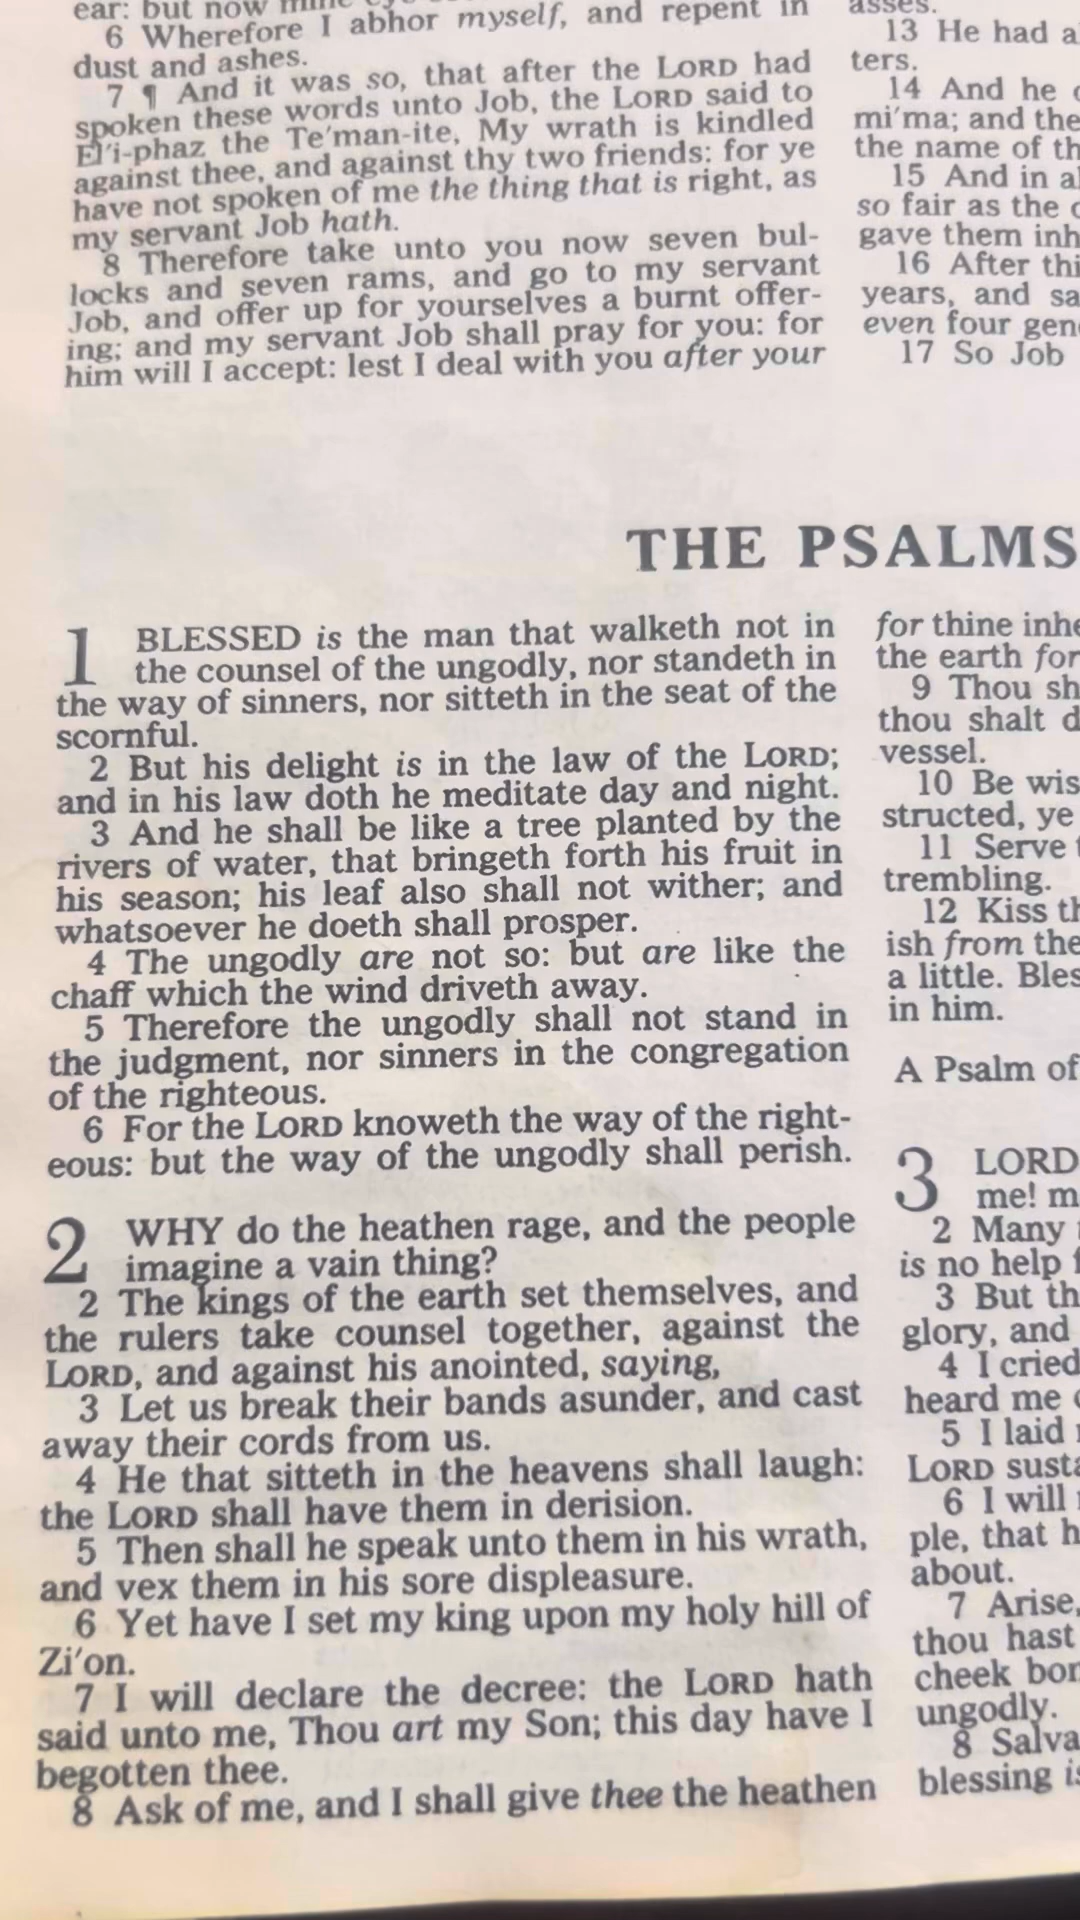 ear: but now mine
6 Wherefore I abhor myself, and repent in
dust and ashes.
7 ¶ And it was so, that after the LORD had
spoken these words unto Job, the LORD said to
El′i-phaz the Te′man-ite, My wrath is kindled
against thee, and against thy two friends: for ye
have not spoken of me the thing that is right, as
my servant Job hath.
8 Therefore take unto you now seven bul-
locks and seven rams, and go to my servant
Job, and offer up for yourselves a burnt offer-
ing; and my servant Job shall pray for you: for
him will I accept: lest I deal with you after your
asses.
13 He had a
ters.
14 And he
mi′ma; and the
the name of th
15 And in al
so fair as the
gave them inh
16 After thi
years, and sa
even four gen
17 So Job
THE PSALMS
1 BLESSED is the man that walketh not in
the counsel of the ungodly, nor standeth in
the way of sinners, nor sitteth in the seat of the
scornful.
2 But his delight is in the law of the LORD;
and in his law doth he meditate day and night.
3 And he shall be like a tree planted by the
rivers of water, that bringeth forth his fruit in
his season; his leaf also shall not wither; and
whatsoever he doeth shall prosper.
4 The ungodly are not so: but are like the
chaff which the wind driveth away.
5 Therefore the ungodly shall not stand in
the judgment, nor sinners in the congregation
of the righteous.
6 For the LORD knoweth the way of the right-
eous: but the way of the ungodly shall perish.
2 WHY do the heathen rage, and the people
imagine a vain thing?
2 The kings of the earth set themselves, and
the rulers take counsel together, against the
LORD, and against his anointed, saying,
3 Let us break their bands asunder, and cast
away their cords from us.
4 He that sitteth in the heavens shall laugh:
the LORD shall have them in derision.
5 Then shall he speak unto them in his wrath,
and vex them in his sore displeasure.
6 Yet have I set my king upon my holy hill of
Zi′on.
7 I will declare the decree: the LORD hath
said unto me, Thou art my Son; this day have I
begotten thee.
8 Ask of me, and I shall give thee the heathen
for thine inhe
the earth for
9 Thou sh
thou shalt d
vessel.
10 Be wis
structed, ye
11 Serve
trembling.
12 Kiss th
ish from the
a little. Bles
in him.
A Psalm of
3 LORD
me! m
2 Many
is no help
3 But th
glory, and
4 I cried
heard me
5 I laid
LORD susta
6 I will
ple, that h
about.
7 Arise,
thou hast
cheek bon
ungodly.
8 Salva
blessing is